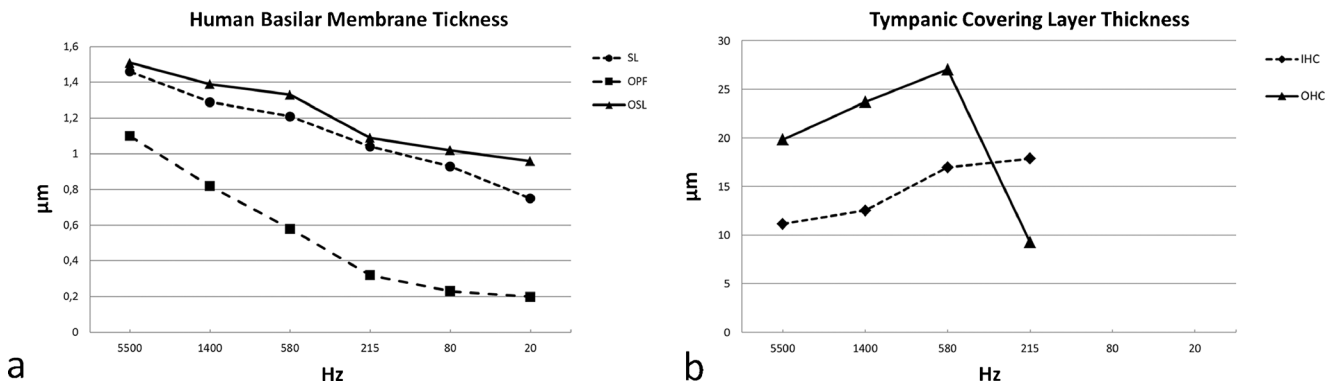 Human Basilar Membrane Tickness
1,6
1,4
1,2
1
0,8
0,6
0,4
0,2
0
µm
5500 1400 580 215 80 20
Hz
SL
OPF
OSL
a
Tympanic Covering Layer Thickness
30
25
20
15
10
5
0
µm
5500 1400 580 215 80 20
Hz
IHC
OHC
b